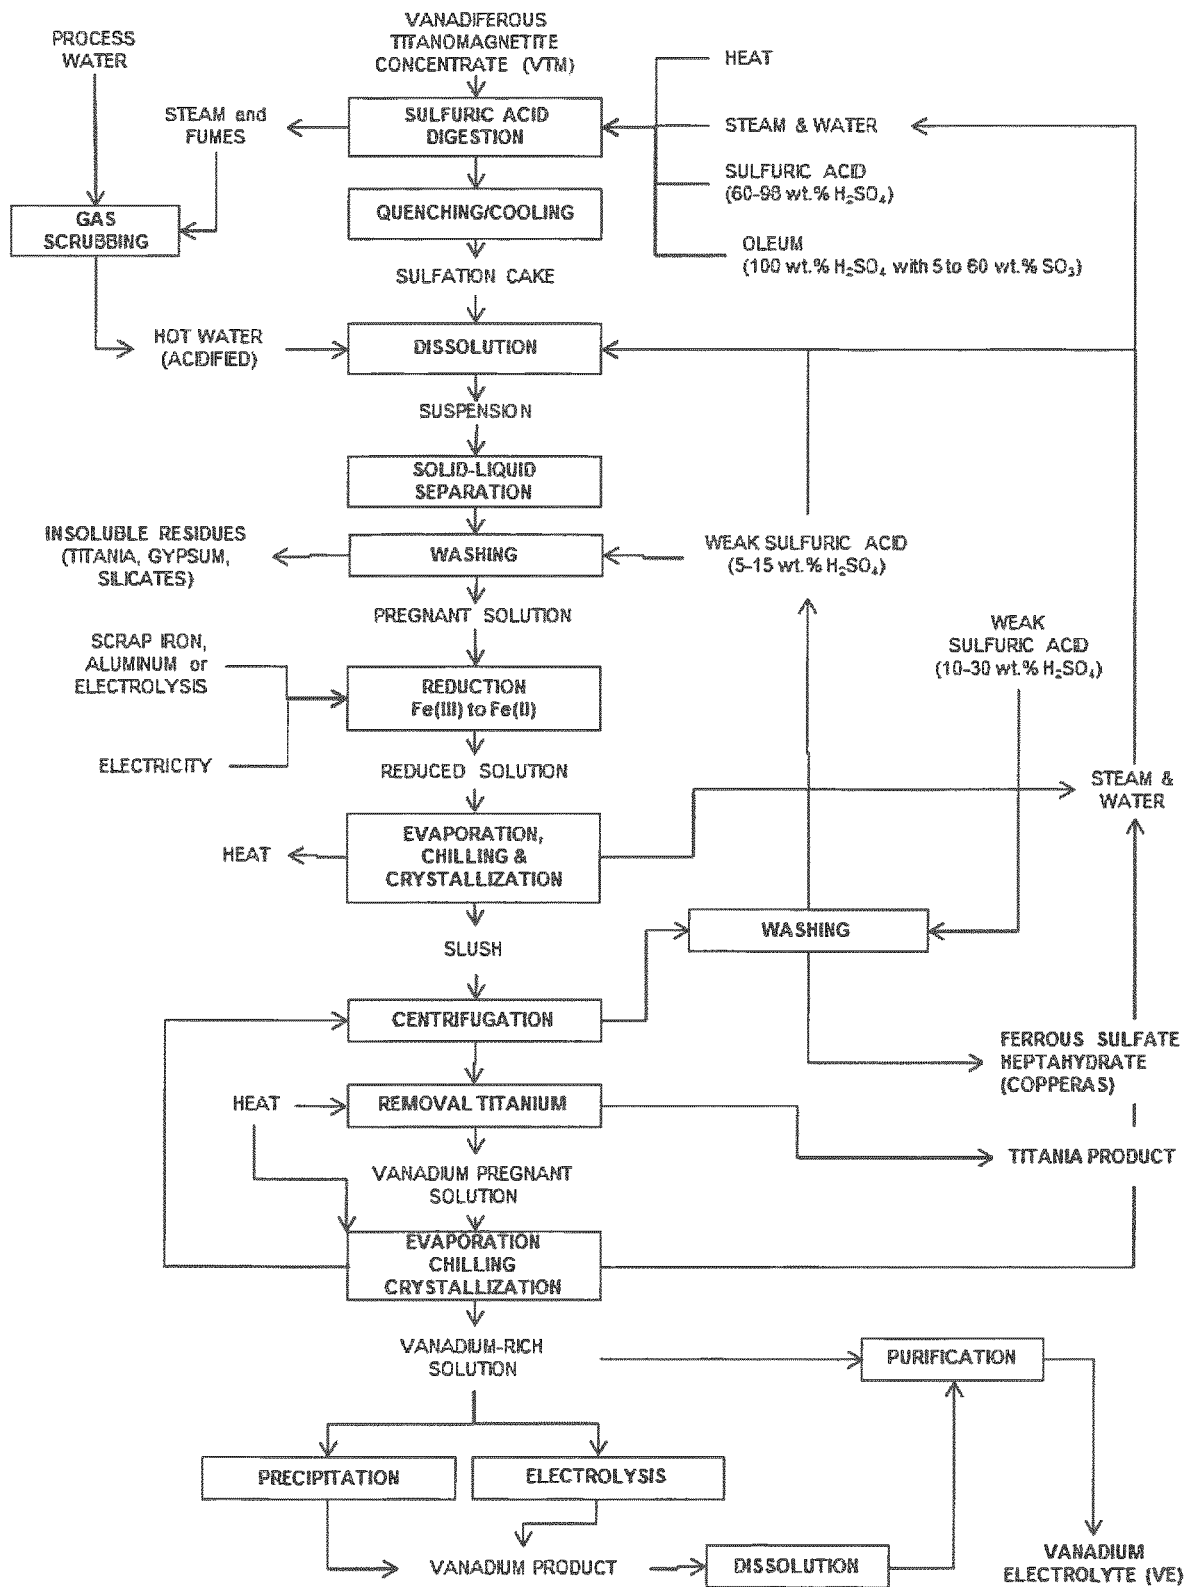 VANADIFEROUS
TITANOMAGNETITE
CONCENTRATE (VTM)
PROCESS
WATER
HEAT
STEAM and
FUMES
SULFURIC ACID
DIGESTION
STEAM & WATER
SULFURIC ACID
(60-98 wt.% H₂SO₄)
QUENCHING/COOLING
GAS
SCRUBBING
OLEUM
(100 wt.% H₂SO₄ with 5 to 60 wt.% SO₃)
SULFATION CAKE
HOT WATER
(ACIDIFIED)
DISSOLUTION
SUSPENSION
SOLID-LIQUID
SEPARATION
INSOLUBLE RESIDUES
(TITANIA, GYPSUM,
SILICATES)
WASHING
WEAK SULFURIC ACID
(5-15 wt.% H₂SO₄)
PREGNANT SOLUTION
WEAK
SULFURIC ACID
(10-30 wt.% H₂SO₄)
SCRAP IRON,
ALUMINUM or
ELECTROLYSIS
REDUCTION
Fe(III) to Fe(II)
ELECTRICITY
REDUCED SOLUTION
STEAM &
WATER
HEAT
EVAPORATION,
CHILLING &
CRYSTALLIZATION
WASHING
SLUSH
CENTRIFUGATION
FERROUS SULFATE
HEPTAHYDRATE
(COPPERAS)
HEAT
REMOVAL TITANIUM
TITANIA PRODUCT
VANADIUM PREGNANT
SOLUTION
EVAPORATION
CHILLING
CRYSTALLIZATION
VANADIUM-RICH
SOLUTION
PURIFICATION
PRECIPITATION
ELECTROLYSIS
VANADIUM PRODUCT
DISSOLUTION
VANADIUM
ELECTROLYTE (VE)